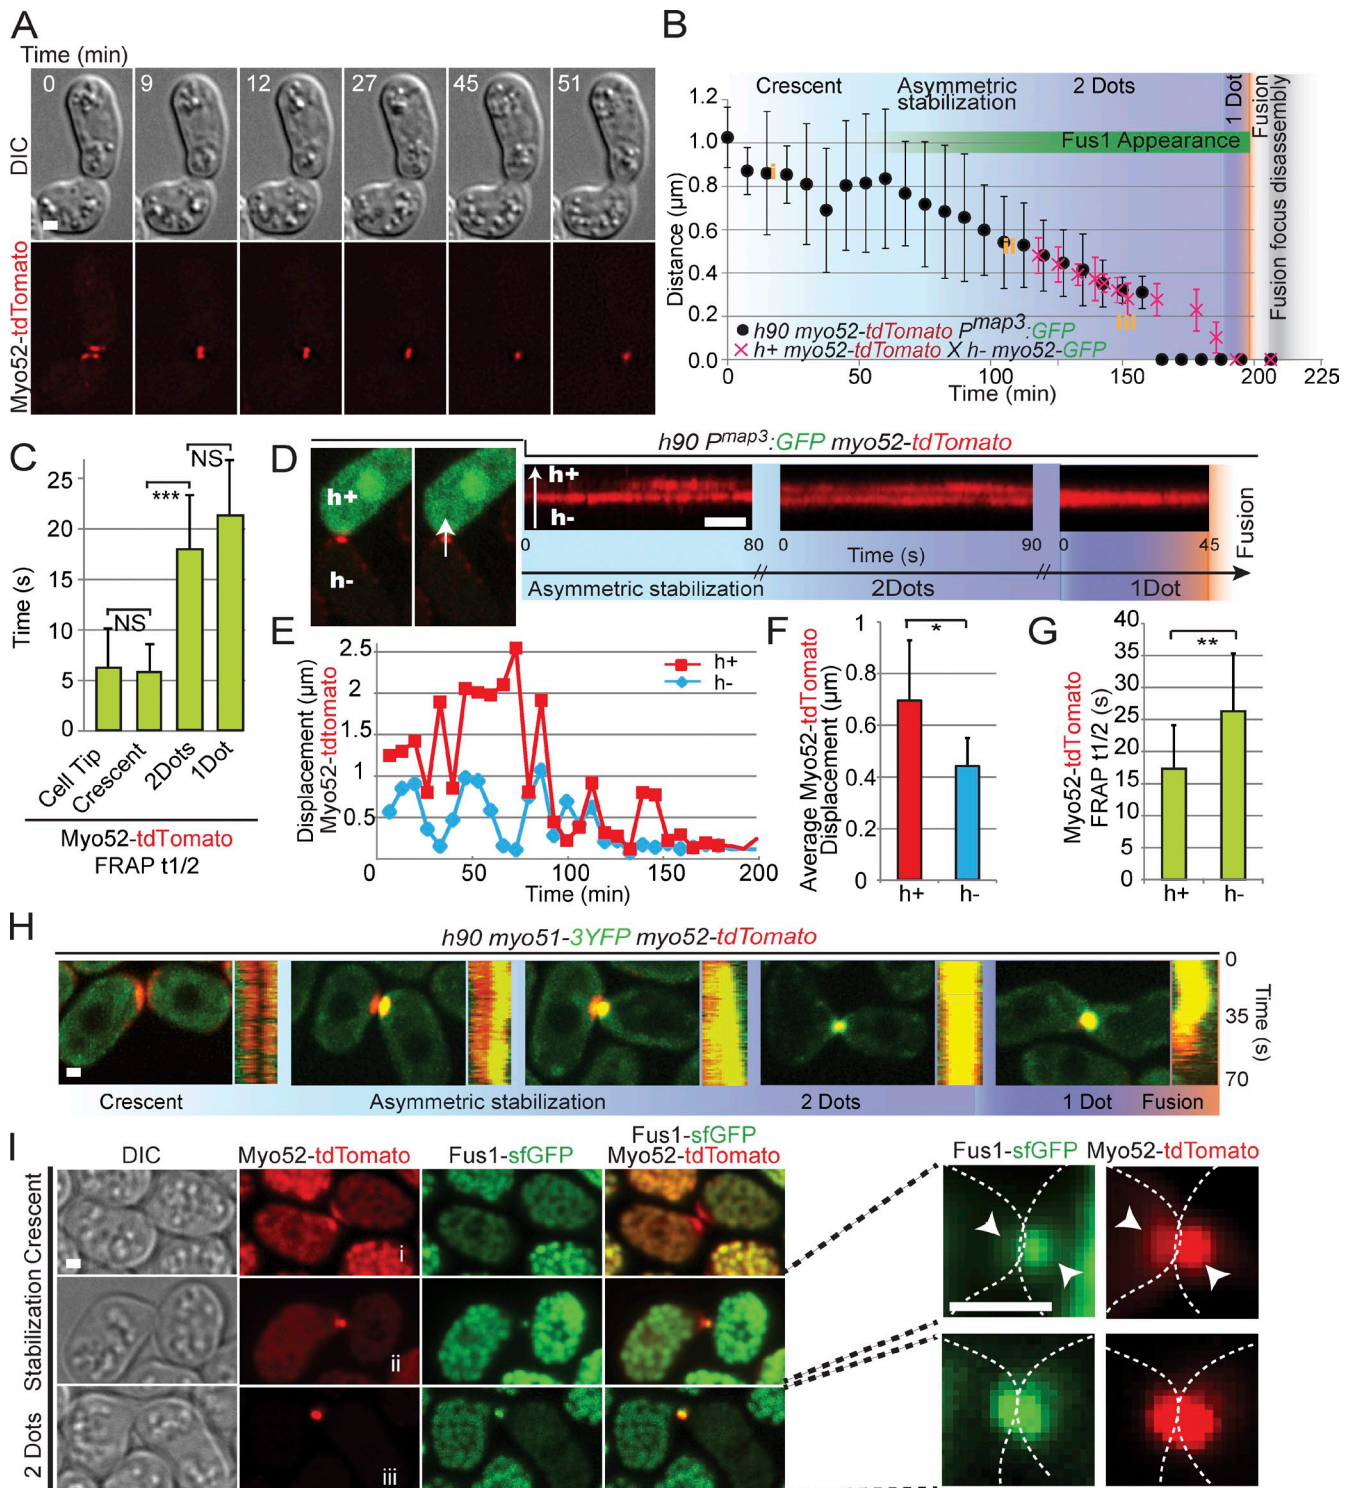 A
Time (min)
0 9 12 27 45 51
DIC
Myo52-tdTomato
B
Crescent
Asymmetric
stabilization
2 Dots
1 Dot
Fusion
Fusion focus disassembly
Fus1 Appearance
Distance (µm)
1.2
1.0
0.8
0.6
0.4
0.2
0.0
i
ii
iii
h90 myo52-tdTomato Pmap3:GFP
h+ myo52-tdTomato X h- myo52-GFP
0 50 100 150 200 225
Time (min)
C
NS
***
NS
Time (s)
25
20
15
10
5
0
Cell Tip
Crescent
2Dots
1Dot
Myo52-tdTomato
FRAP t1/2
D
h90 Pmap3:GFP myo52-tdTomato
h+
h-
h+
h-
0 80 0 90 0 45
Time (s)
Fusion
Asymmetric stabilization // 2Dots // 1Dot
E
Displacement (µm)
Myo52-tdtomato
2.5
2
1.5
1
0.5
h+
h-
0 50 100 150 200
Time (min)
F
Average Myo52-tdTomato
Displacement (µm)
1
0.8
0.6
0.4
0.2
0
*
h+ h-
G
Myo52-tdTomato
FRAP t1/2 (s)
40
35
30
25
20
15
10
5
0
**
h+ h-
H
h90 myo51-3YFP myo52-tdTomato
0
35
70
Time (s)
Crescent Asymmetric stabilization 2 Dots 1 Dot Fusion
I
DIC
Myo52-tdTomato
Fus1-sfGFP
Fus1-sfGFP
Myo52-tdTomato
Fus1-sfGFP Myo52-tdTomato
Crescent
Stabilization
2 Dots
i
ii
iii